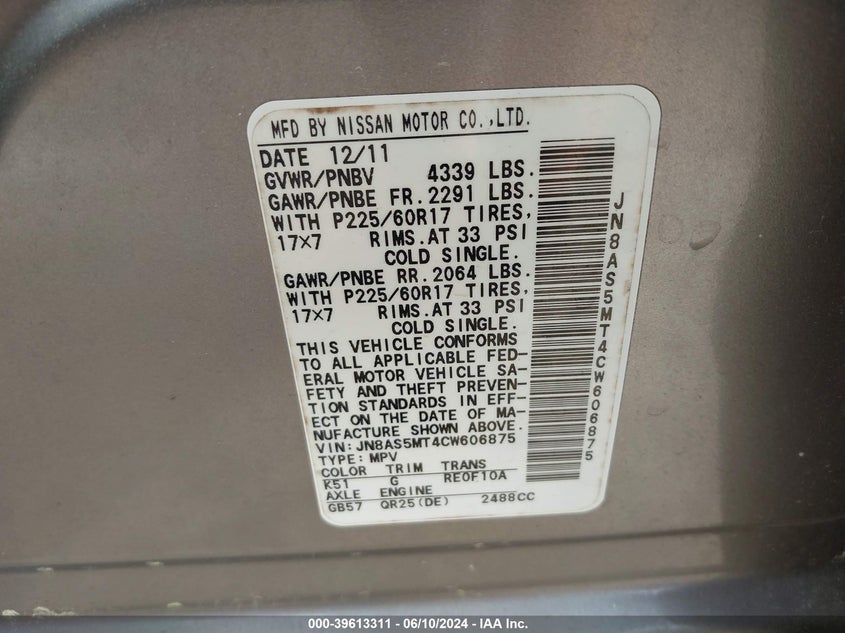 MFD BY NISSAN MOTOR CO.,LTD.
DATE 12/11
GVWR/PNBV 4339 LBS.
GAWR/PNBE FR.2291 LBS.
WITH P225/60R17 TIRES,
17×7 RIMS.AT 33 PSI
COLD SINGLE.
GAWR/PNBE RR.2064 LBS.
WITH P225/60R17 TIRES,
17×7 RIMS.AT 33 PSI
COLD SINGLE.
THIS VEHICLE CONFORMS
TO ALL APPLICABLE FED-
ERAL MOTOR VEHICLE SA-
FETY AND THEFT PREVEN-
TION STANDARDS IN EFF-
ECT ON THE DATE OF MA-
NUFACTURE SHOWN ABOVE.
VIN:JN8AS5MT4CW606875
TYPE:MPV
COLOR TRIM TRANS
K51 G RE0F10A
AXLE ENGINE
GB57 QR25(DE) 2488CC
JN8AS5MT4CW606875
000-39613311 - 06/10/2024 - IAA Inc.